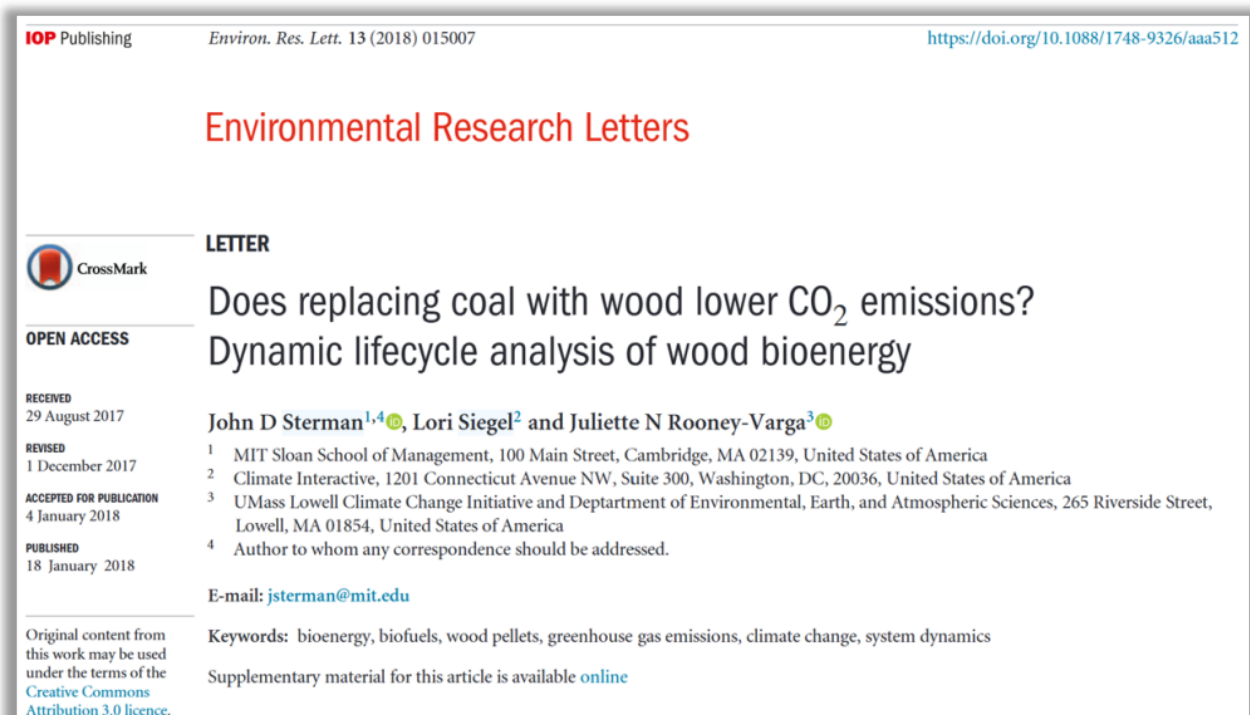 IOP Publishing
Environ. Res. Lett. 13 (2018) 015007
https://doi.org/10.1088/1748-9326/aaa512
Environmental Research Letters
CrossMark
OPEN ACCESS
RECEIVED
29 August 2017
REVISED
1 December 2017
ACCEPTED FOR PUBLICATION
4 January 2018
PUBLISHED
18 January 2018
Original content from
this work may be used
under the terms of the
Creative Commons
Attribution 3.0 licence.
LETTER
Does replacing coal with wood lower CO₂ emissions?
Dynamic lifecycle analysis of wood bioenergy
John D Sterman¹,⁴ iD, Lori Siegel² and Juliette N Rooney-Varga³ iD
¹ MIT Sloan School of Management, 100 Main Street, Cambridge, MA 02139, United States of America
² Climate Interactive, 1201 Connecticut Avenue NW, Suite 300, Washington, DC, 20036, United States of America
³ UMass Lowell Climate Change Initiative and Deptartment of Environmental, Earth, and Atmospheric Sciences, 265 Riverside Street,
Lowell, MA 01854, United States of America
⁴ Author to whom any correspondence should be addressed.
E-mail: jsterman@mit.edu
Keywords: bioenergy, biofuels, wood pellets, greenhouse gas emissions, climate change, system dynamics
Supplementary material for this article is available online